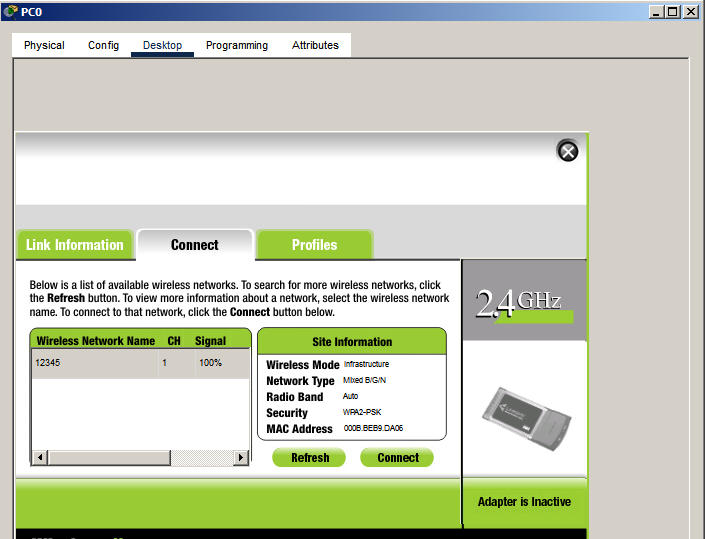 PC0
Physical Config Desktop Programming Attributes
Link Information Connect Profiles
Below is a list of available wireless networks. To search for more wireless networks, click
the Refresh button. To view more information about a network, select the wireless network
name. To connect to that network, click the Connect button below.
2.4GHz
Wireless Network Name CH Signal
12345 1 100%
Site Information
Wireless Mode Infrastructure
Network Type Mixed B/G/N
Radio Band Auto
Security WPA2-PSK
MAC Address 000B.BEB9.DA06
Refresh Connect
Adapter is Inactive